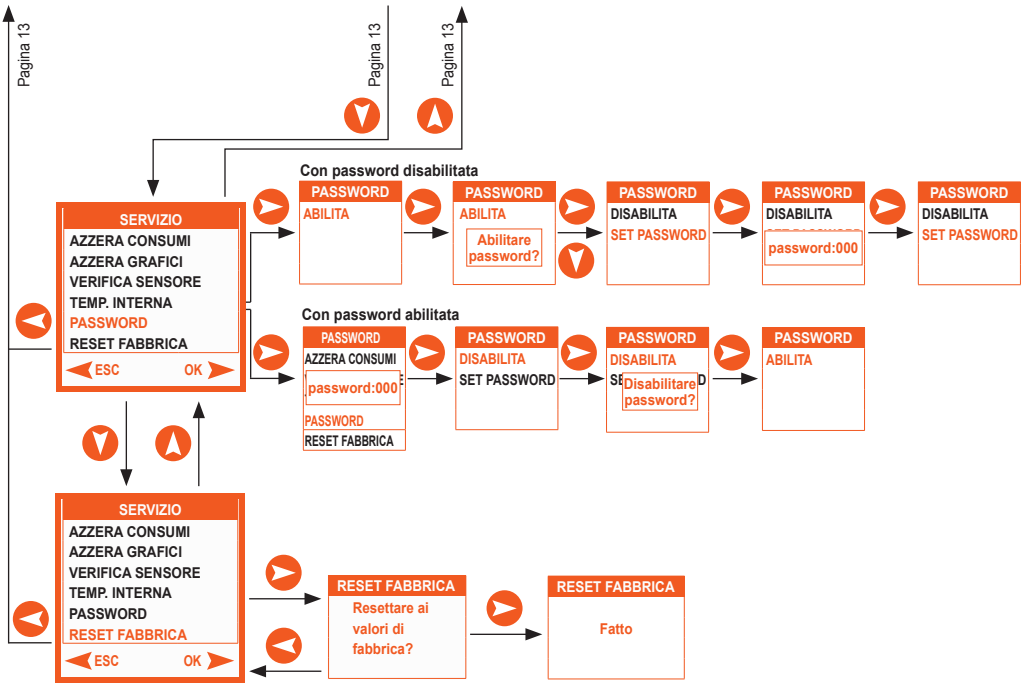 Pagina 13
Pagina 13
Pagina 13
Con password disabilitata
PASSWORD
ABILITA
PASSWORD
ABILITA
Abilitare
password?
PASSWORD
DISABILITA
SET PASSWORD
PASSWORD
DISABILITA
password:000
PASSWORD
DISABILITA
SET PASSWORD
SERVIZIO
AZZERA CONSUMI
AZZERA GRAFICI
VERIFICA SENSORE
TEMP. INTERNA
PASSWORD
RESET FABBRICA
ESC OK
Con password abilitata
PASSWORD
AZZERA CONSUMI
password:000
PASSWORD
RESET FABBRICA
PASSWORD
DISABILITA
SET PASSWORD
PASSWORD
DISABILITA
Disabilitare
password?
PASSWORD
ABILITA
SERVIZIO
AZZERA CONSUMI
AZZERA GRAFICI
VERIFICA SENSORE
TEMP. INTERNA
PASSWORD
RESET FABBRICA
ESC OK
RESET FABBRICA
Resettare ai
valori di
fabbrica?
RESET FABBRICA
Fatto